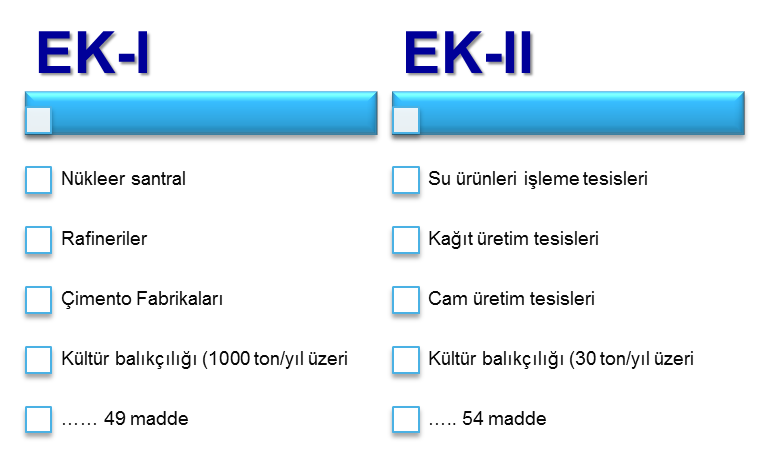 EK-I
Nükleer santral
Rafineriler
Çimento Fabrikaları
Kültür balıkçılığı (1000 ton/yıl üzeri
…… 49 madde
EK-II
Su ürünleri işleme tesisleri
Kağıt üretim tesisleri
Cam üretim tesisleri
Kültür balıkçılığı (30 ton/yıl üzeri
….. 54 madde